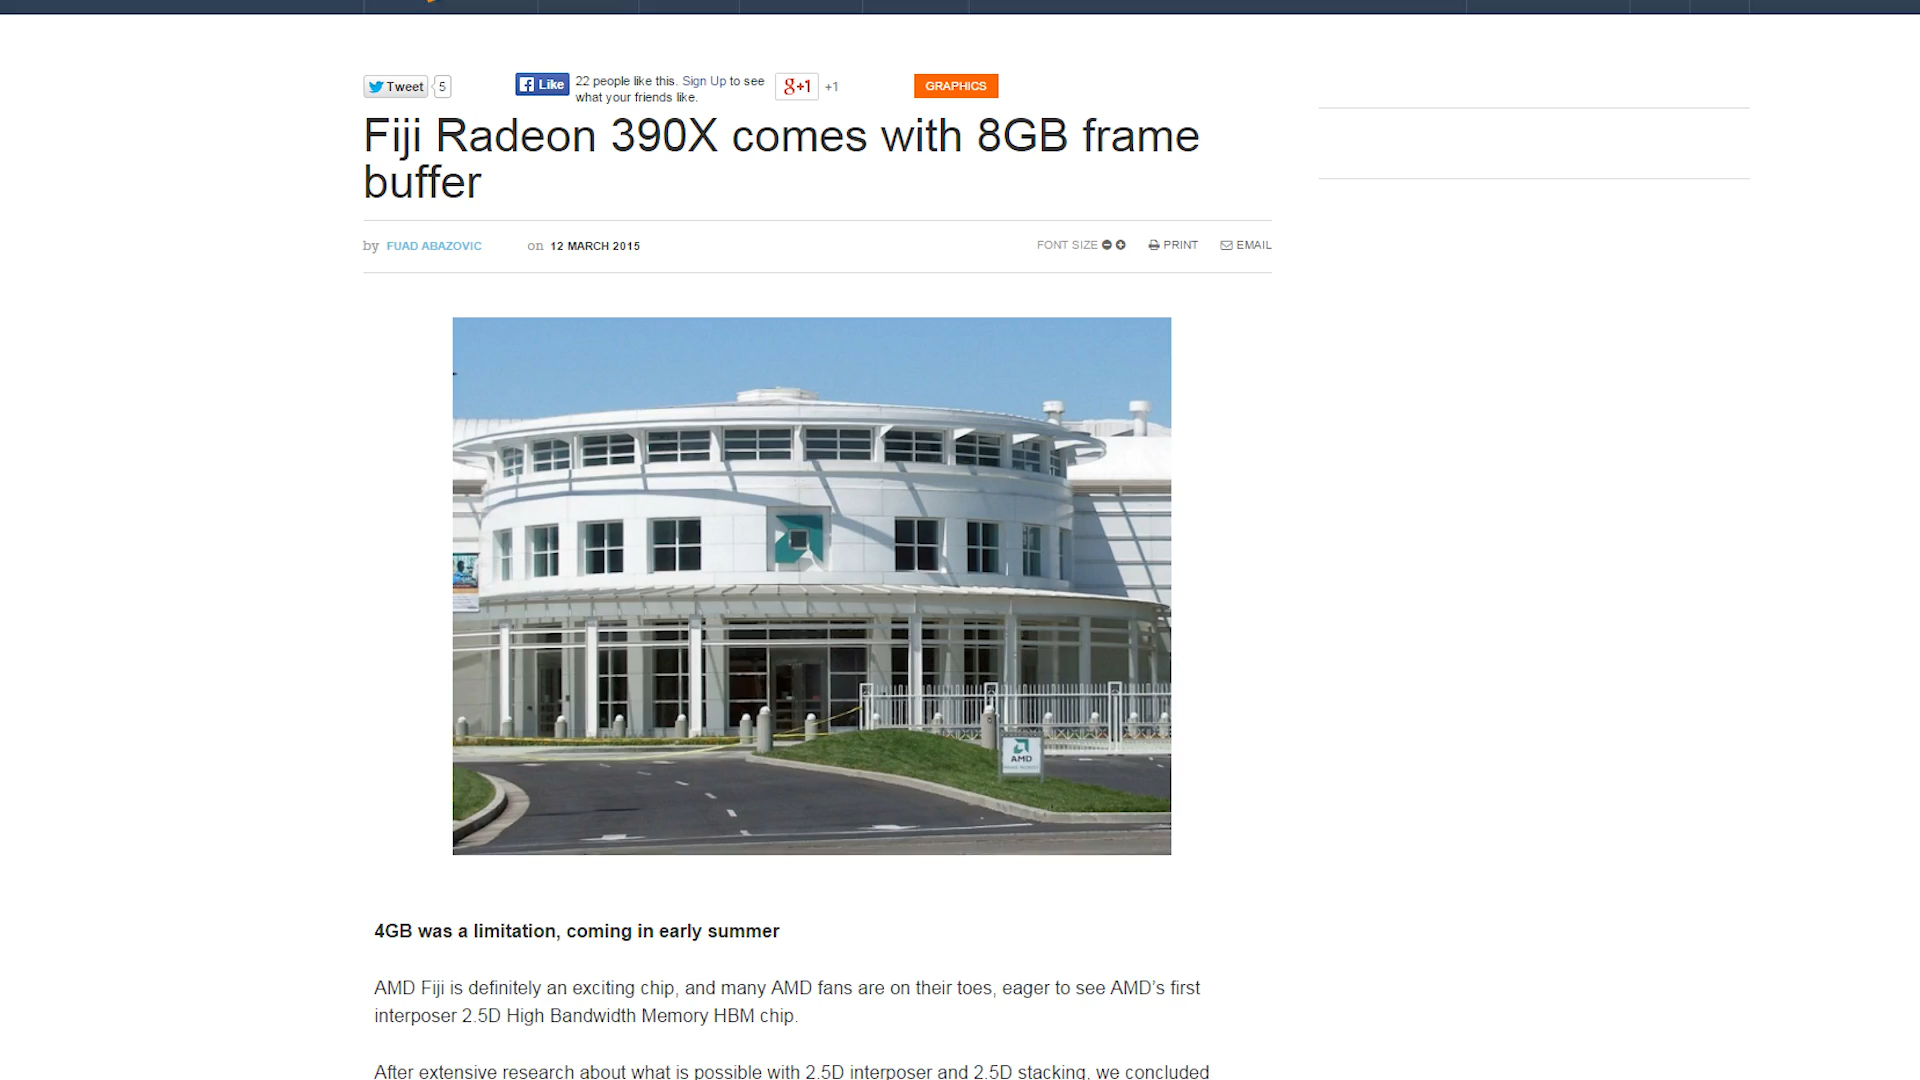 Tweet 5
Like 22 people like this. Sign Up to see
what your friends like.
g+1 +1
GRAPHICS
Fiji Radeon 390X comes with 8GB frame
buffer
by FUAD ABAZOVIC on 12 MARCH 2015
FONT SIZE PRINT EMAIL
AMD
4GB was a limitation, coming in early summer
AMD Fiji is definitely an exciting chip, and many AMD fans are on their toes, eager to see AMD’s first
interposer 2.5D High Bandwidth Memory HBM chip.
After extensive research about what is possible with 2.5D interposer and 2.5D stacking, we concluded